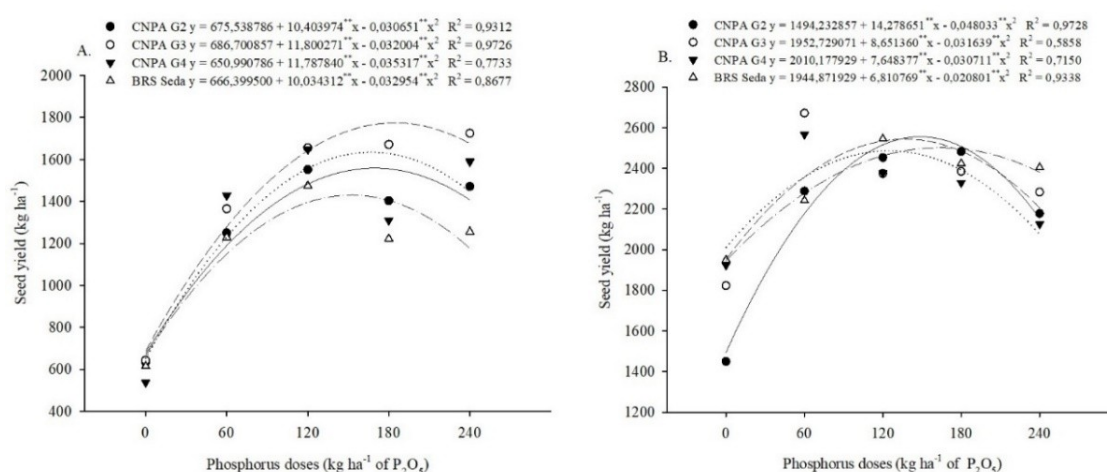 A.
CNPA G2 y = 675,538786 + 10,403974**x - 0,030651**x² R² = 0,9312
CNPA G3 y = 686,700857 + 11,800271**x - 0,032004**x² R² = 0,9726
CNPA G4 y = 650,990786 + 11,787840**x - 0,035317**x² R² = 0,7733
BRS Seda y = 666,399500 + 10,034312**x - 0,032954**x² R² = 0,8677
2000
1800
1600
1400
1200
1000
800
600
400
Seed yield (kg ha⁻¹)
0 60 120 180 240
Phosphorus doses (kg ha⁻¹ of P₂O₅)
B.
CNPA G2 y = 1494,232857 + 14,278651**x - 0,048033**x² R² = 0,9728
CNPA G3 y = 1952,729071 + 8,651360**x - 0,031639**x² R² = 0,5858
CNPA G4 y = 2010,177929 + 7,648377**x - 0,030711**x² R² = 0,7150
BRS Seda y = 1944,871929 + 6,810769**x - 0,020801**x² R² = 0,9338
2800
2600
2400
2200
2000
1800
1600
1400
1200
Seed yield (kg ha⁻¹)
0 60 120 180 240
Phosphorus doses (kg ha⁻¹ of P₂O₅)